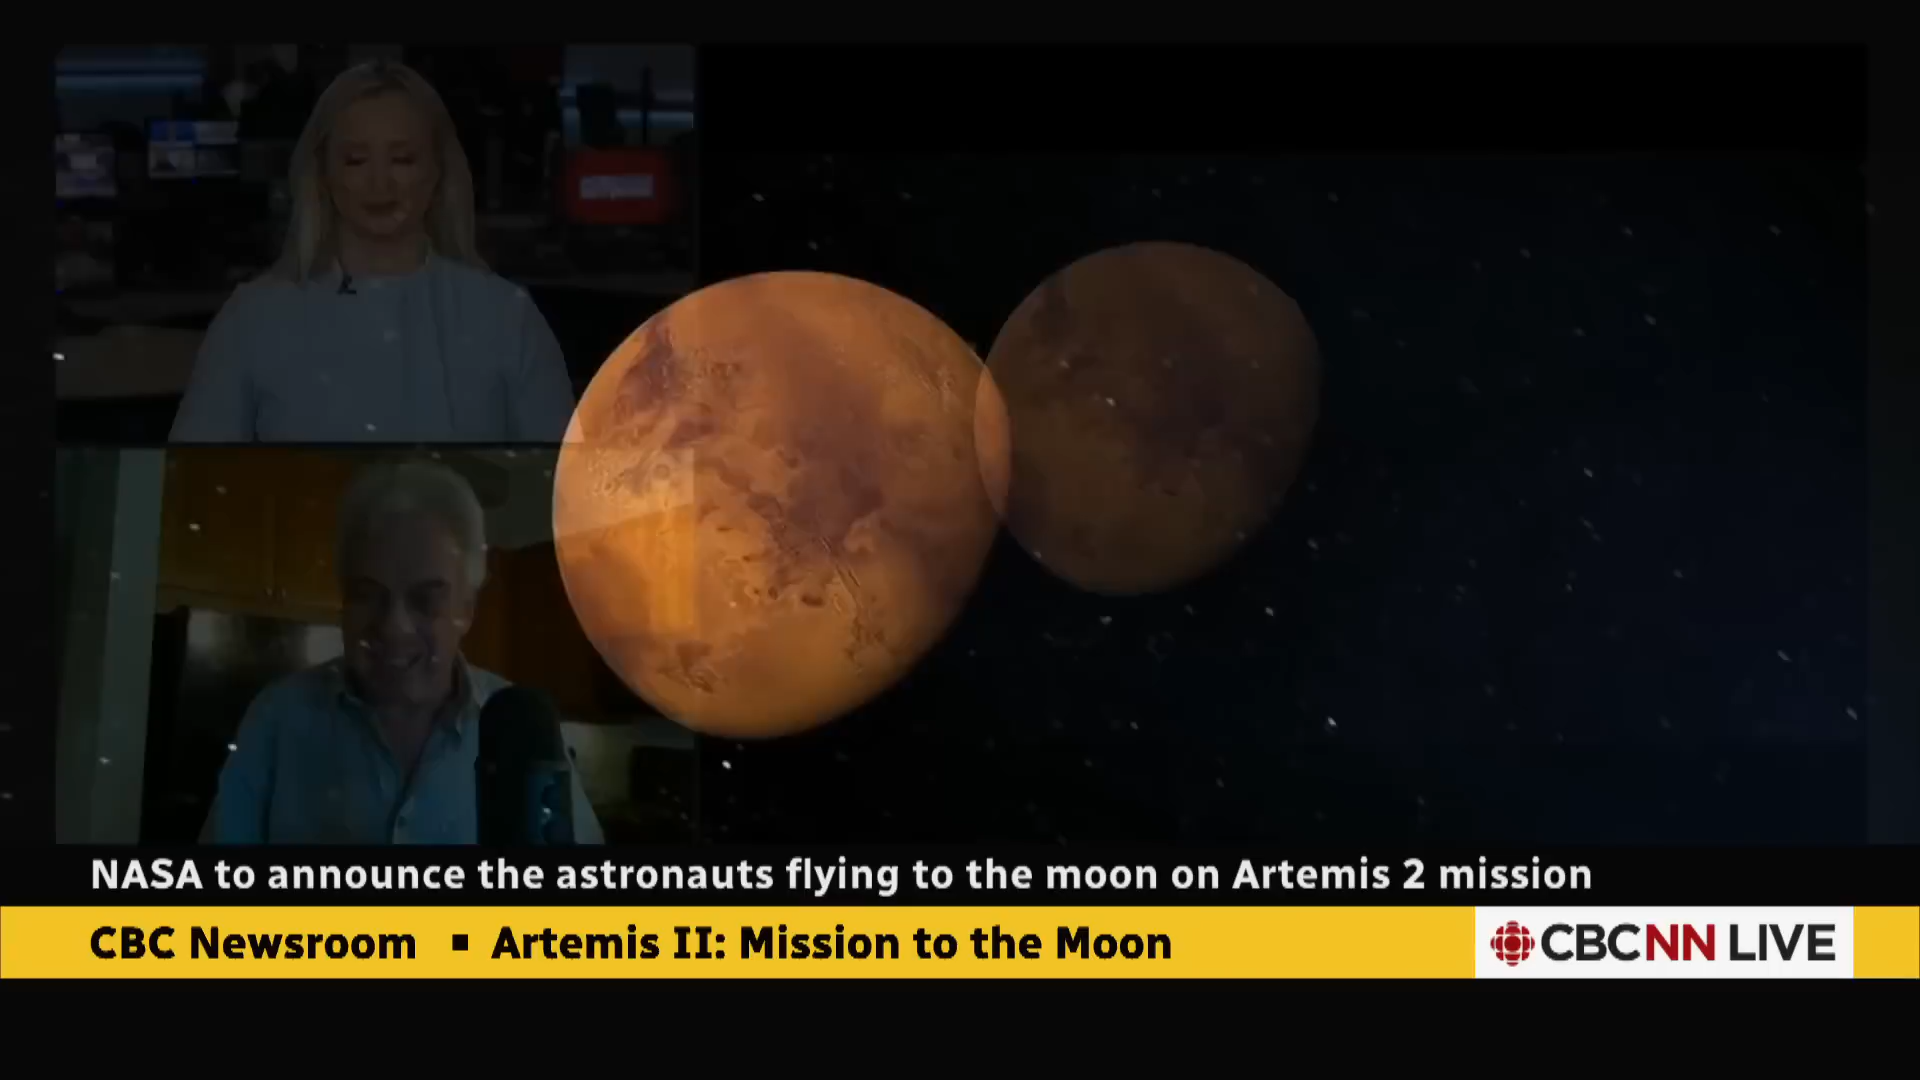 NASA to announce the astronauts flying to the moon on Artemis 2 mission
CBC Newsroom ▪ Artemis II: Mission to the Moon
CBCNN LIVE